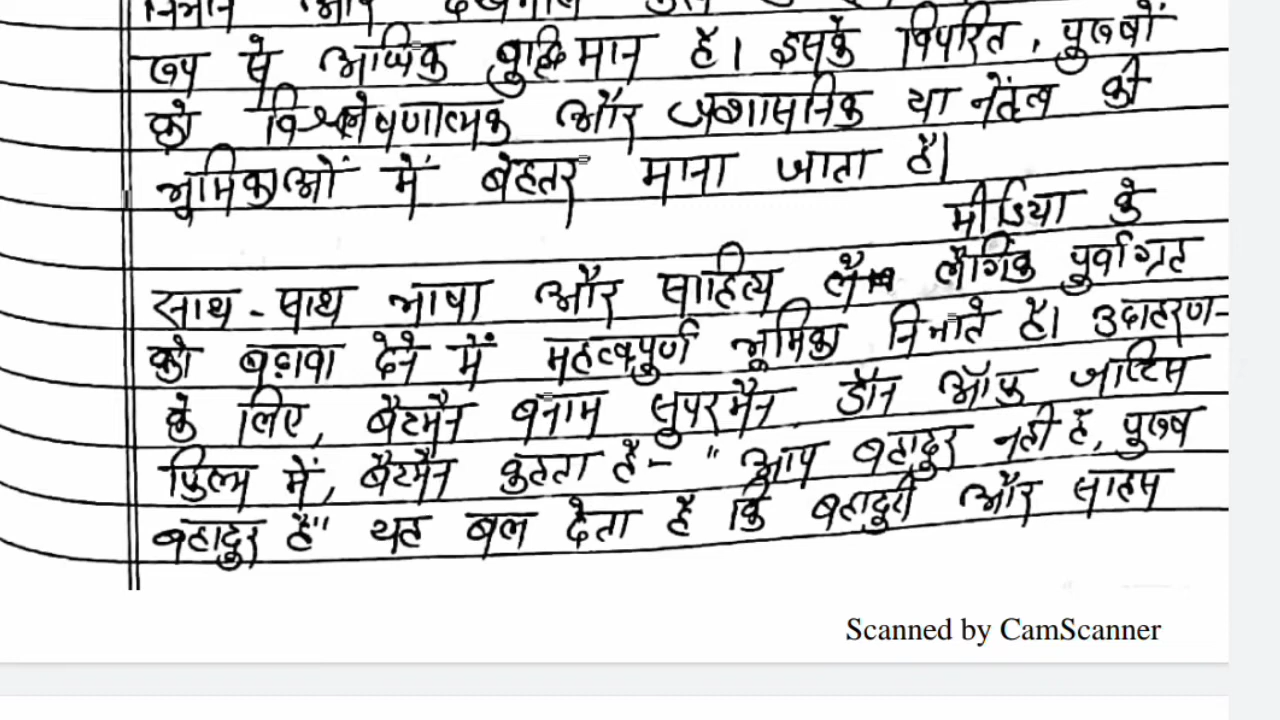 रूप से अधिक बुद्धिमान है। इसके विपरित, पुरुषों
को विश्लेषणात्मक और प्रशासनिक या नेतृत्व की
भूमिकाओं में बेहतर माना जाता है।
मीडिया के
साथ-साथ भाषा और साहित्य लैंगिक पुर्वाग्रह
को बढ़ावा देने में महत्वपुर्ण भूमिका निभाते है। उदाहरण-
के लिए, बैटमैन बनाम सुपरमैन डॉन ऑफ जास्टिस
फिल्म में, बैटमैन कहता है- "आप बहादुर नही है, पुरुष
बहादुर है" यह बल देता है कि बहादुरी और साहस
Scanned by CamScanner